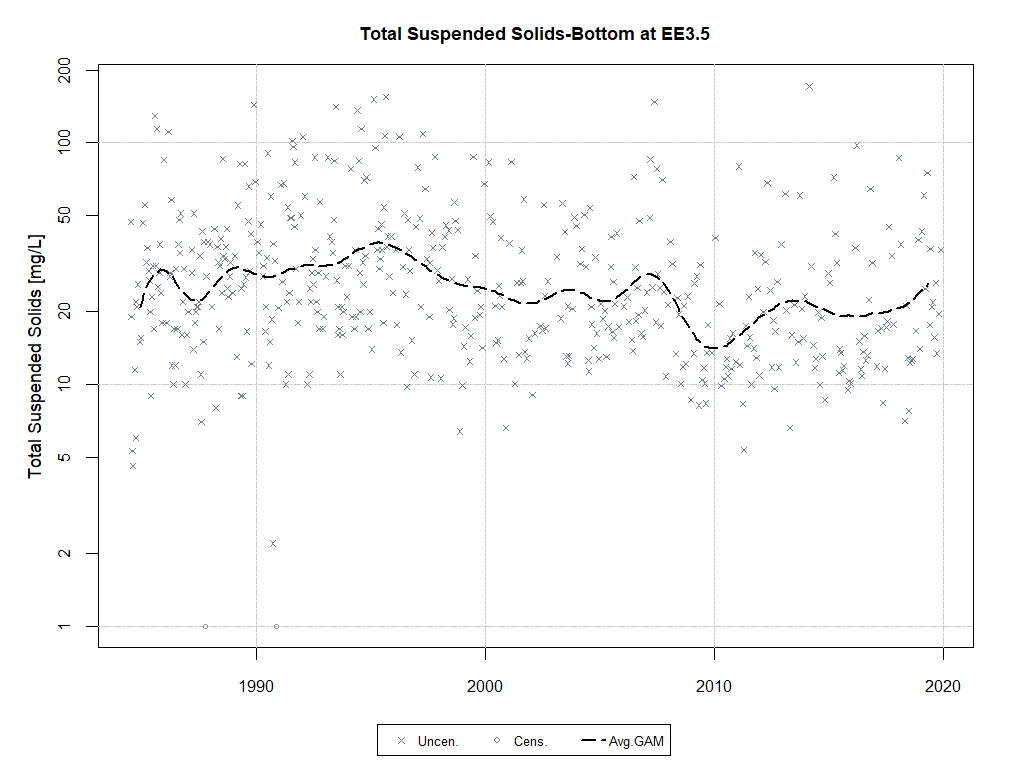 Total Suspended Solids-Bottom at EE3.5
Total Suspended Solids [mg/L]
200
100
50
20
10
5
2
1
1990 2000 2010 2020
Uncen. Cens. Avg.GAM